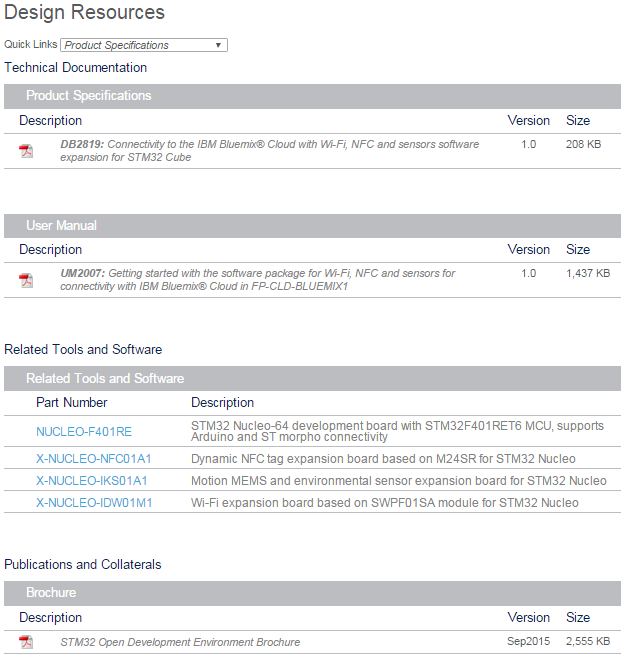 Design Resources
Quick Links Product Specifications
Technical Documentation
Product Specifications
Description Version Size
DB2819: Connectivity to the IBM Bluemix® Cloud with Wi-Fi, NFC and sensors software 1.0 208 KB
expansion for STM32 Cube
User Manual
Description Version Size
UM2007: Getting started with the software package for Wi-Fi, NFC and sensors for 1.0 1,437 KB
connectivity with IBM Bluemix® Cloud in FP-CLD-BLUEMIX1
Related Tools and Software
Related Tools and Software
Part Number Description
NUCLEO-F401RE STM32 Nucleo-64 development board with STM32F401RET6 MCU, supports
Arduino and ST morpho connectivity
X-NUCLEO-NFC01A1 Dynamic NFC tag expansion board based on M24SR for STM32 Nucleo
X-NUCLEO-IKS01A1 Motion MEMS and environmental sensor expansion board for STM32 Nucleo
X-NUCLEO-IDW01M1 Wi-Fi expansion board based on SWPF01SA module for STM32 Nucleo
Publications and Collaterals
Brochure
Description Version Size
STM32 Open Development Environment Brochure Sep2015 2,555 KB